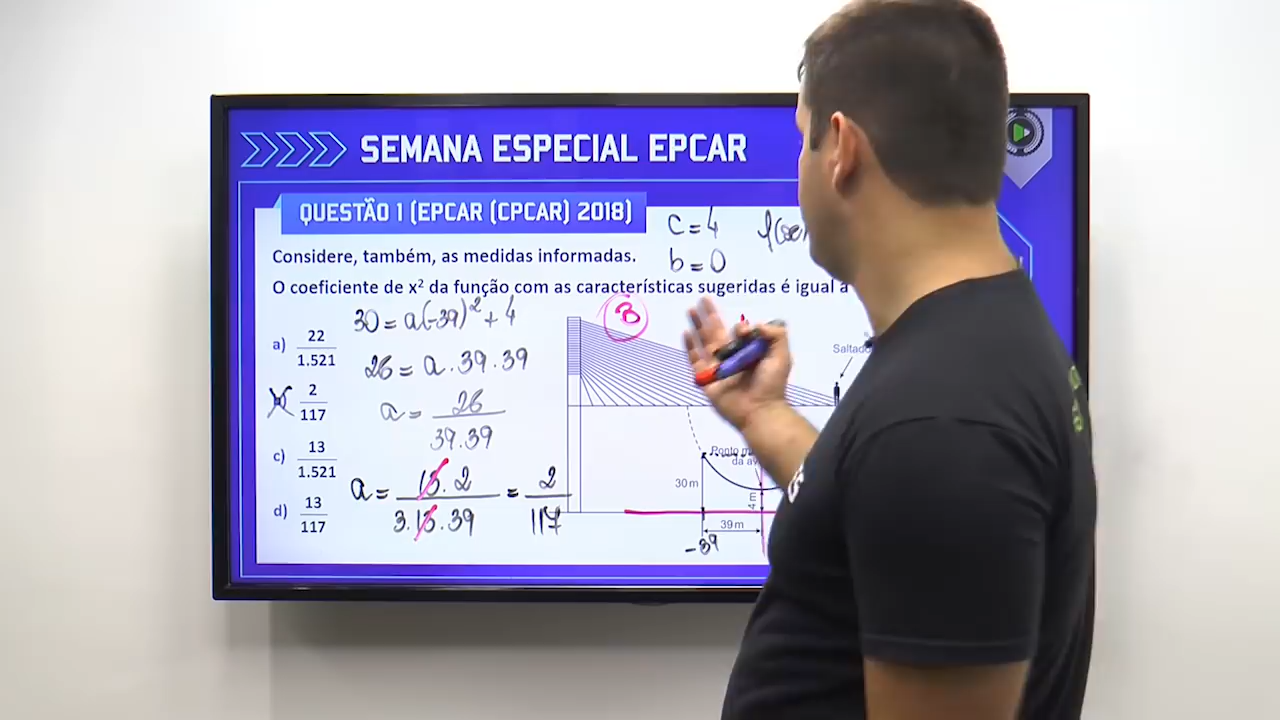 SEMANA ESPECIAL EPCAR
QUESTÃO 1 (EPCAR (CPCAR) 2018)
c = 4
b = 0
Considere, também, as medidas informadas.
O coeficiente de x² da função com as características sugeridas é igual a
30 = a(-39)² + 4
26 = a . 39 . 39
a = 26 / 39 . 39
a = 13 . 2 / 3 . 13 . 39 = 2 / 117
a) 22 / 1.521
2 / 117
c) 13 / 1.521
d) 13 / 117
B
Ponto
30 m
4 m
39 m
-39